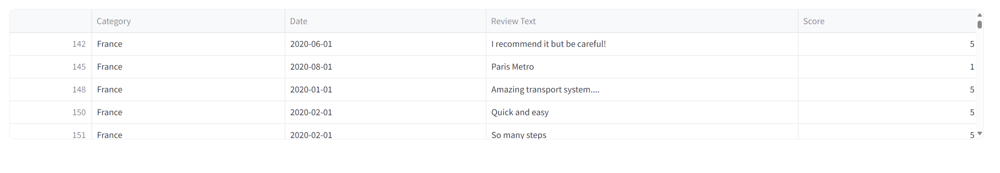 Category Date Review Text Score
142 France 2020-06-01 I recommend it but be careful! 5
145 France 2020-08-01 Paris Metro 1
148 France 2020-01-01 Amazing transport system.... 5
150 France 2020-02-01 Quick and easy 5
151 France 2020-02-01 So many steps 5